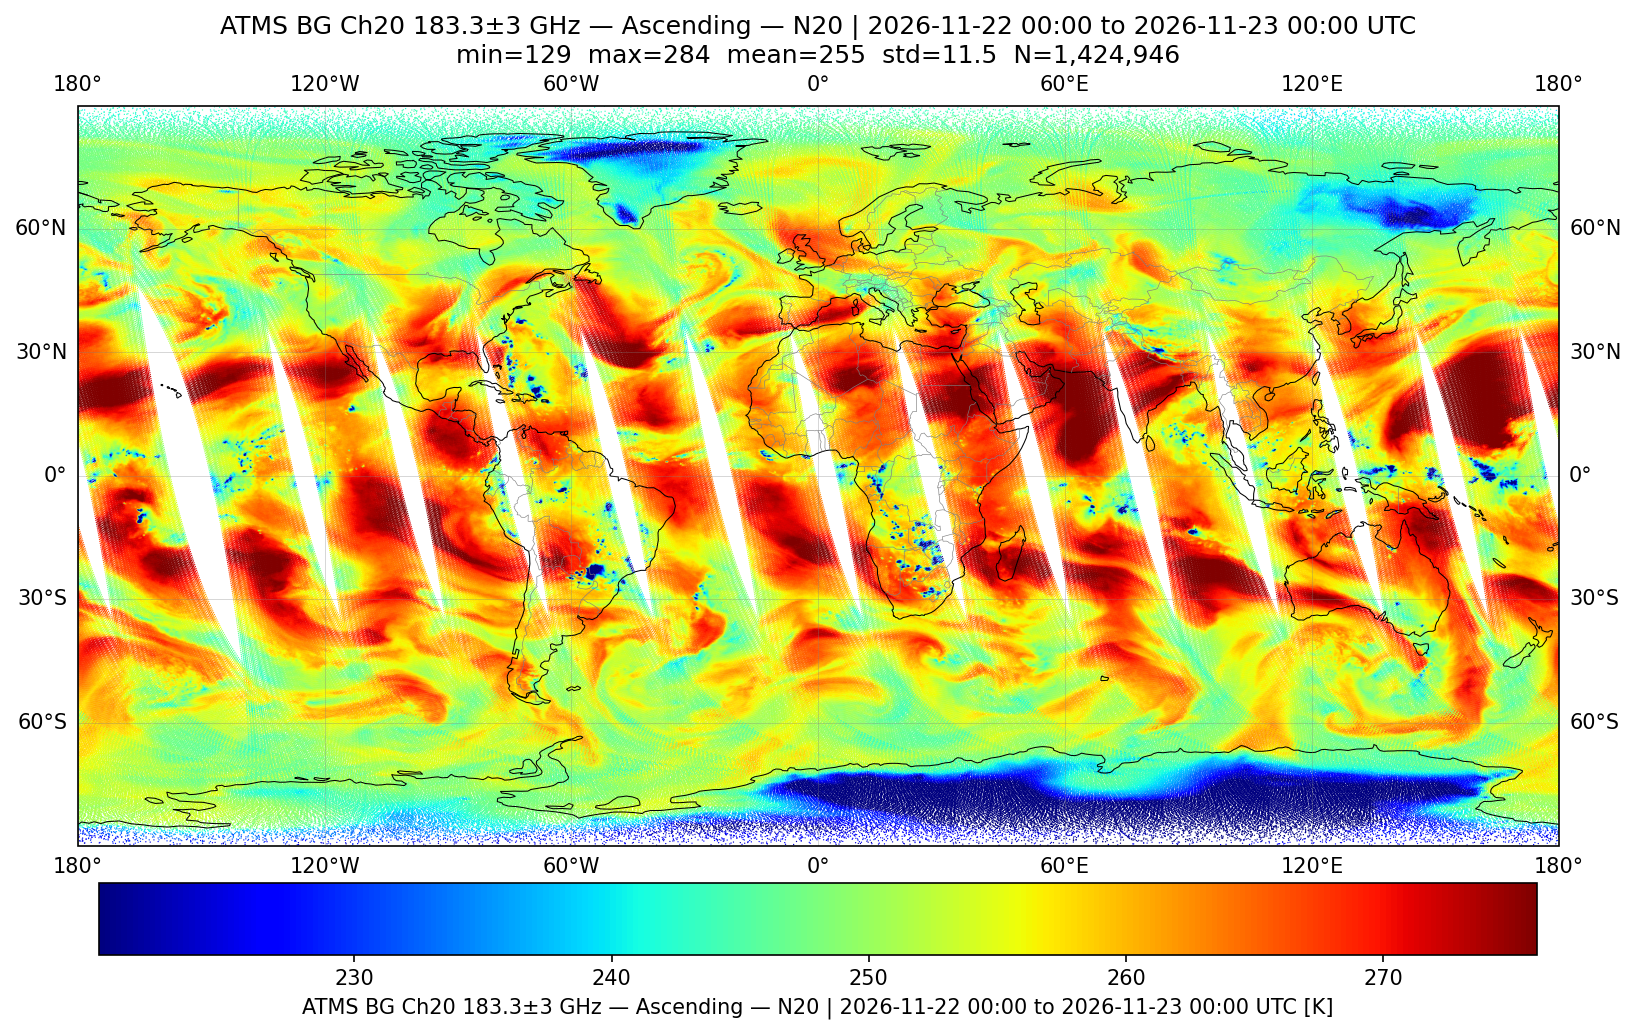 ATMS BG Ch20 183.3±3 GHz — Ascending — N20 | 2026-11-22 00:00 to 2026-11-23 00:00 UTC
min=129  max=284  mean=255  std=11.5  N=1,424,946
180° 120°W 60°W 0° 60°E 120°E 180°
60°N 60°N
30°N 30°N
0° 0°
30°S 30°S
60°S 60°S
180° 120°W 60°W 0° 60°E 120°E 180°
230 240 250 260 270
ATMS BG Ch20 183.3±3 GHz — Ascending — N20 | 2026-11-22 00:00 to 2026-11-23 00:00 UTC [K]